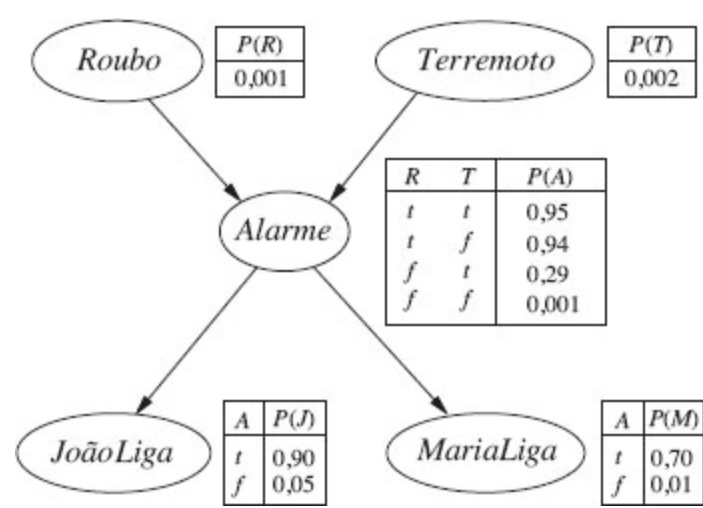 Roubo
P(R)
0,001
Terremoto
P(T)
0,002
Alarme
R T P(A)
t t 0,95
t f 0,94
f t 0,29
f f 0,001
JoãoLiga
A P(J)
t 0,90
f 0,05
MariaLiga
A P(M)
t 0,70
f 0,01